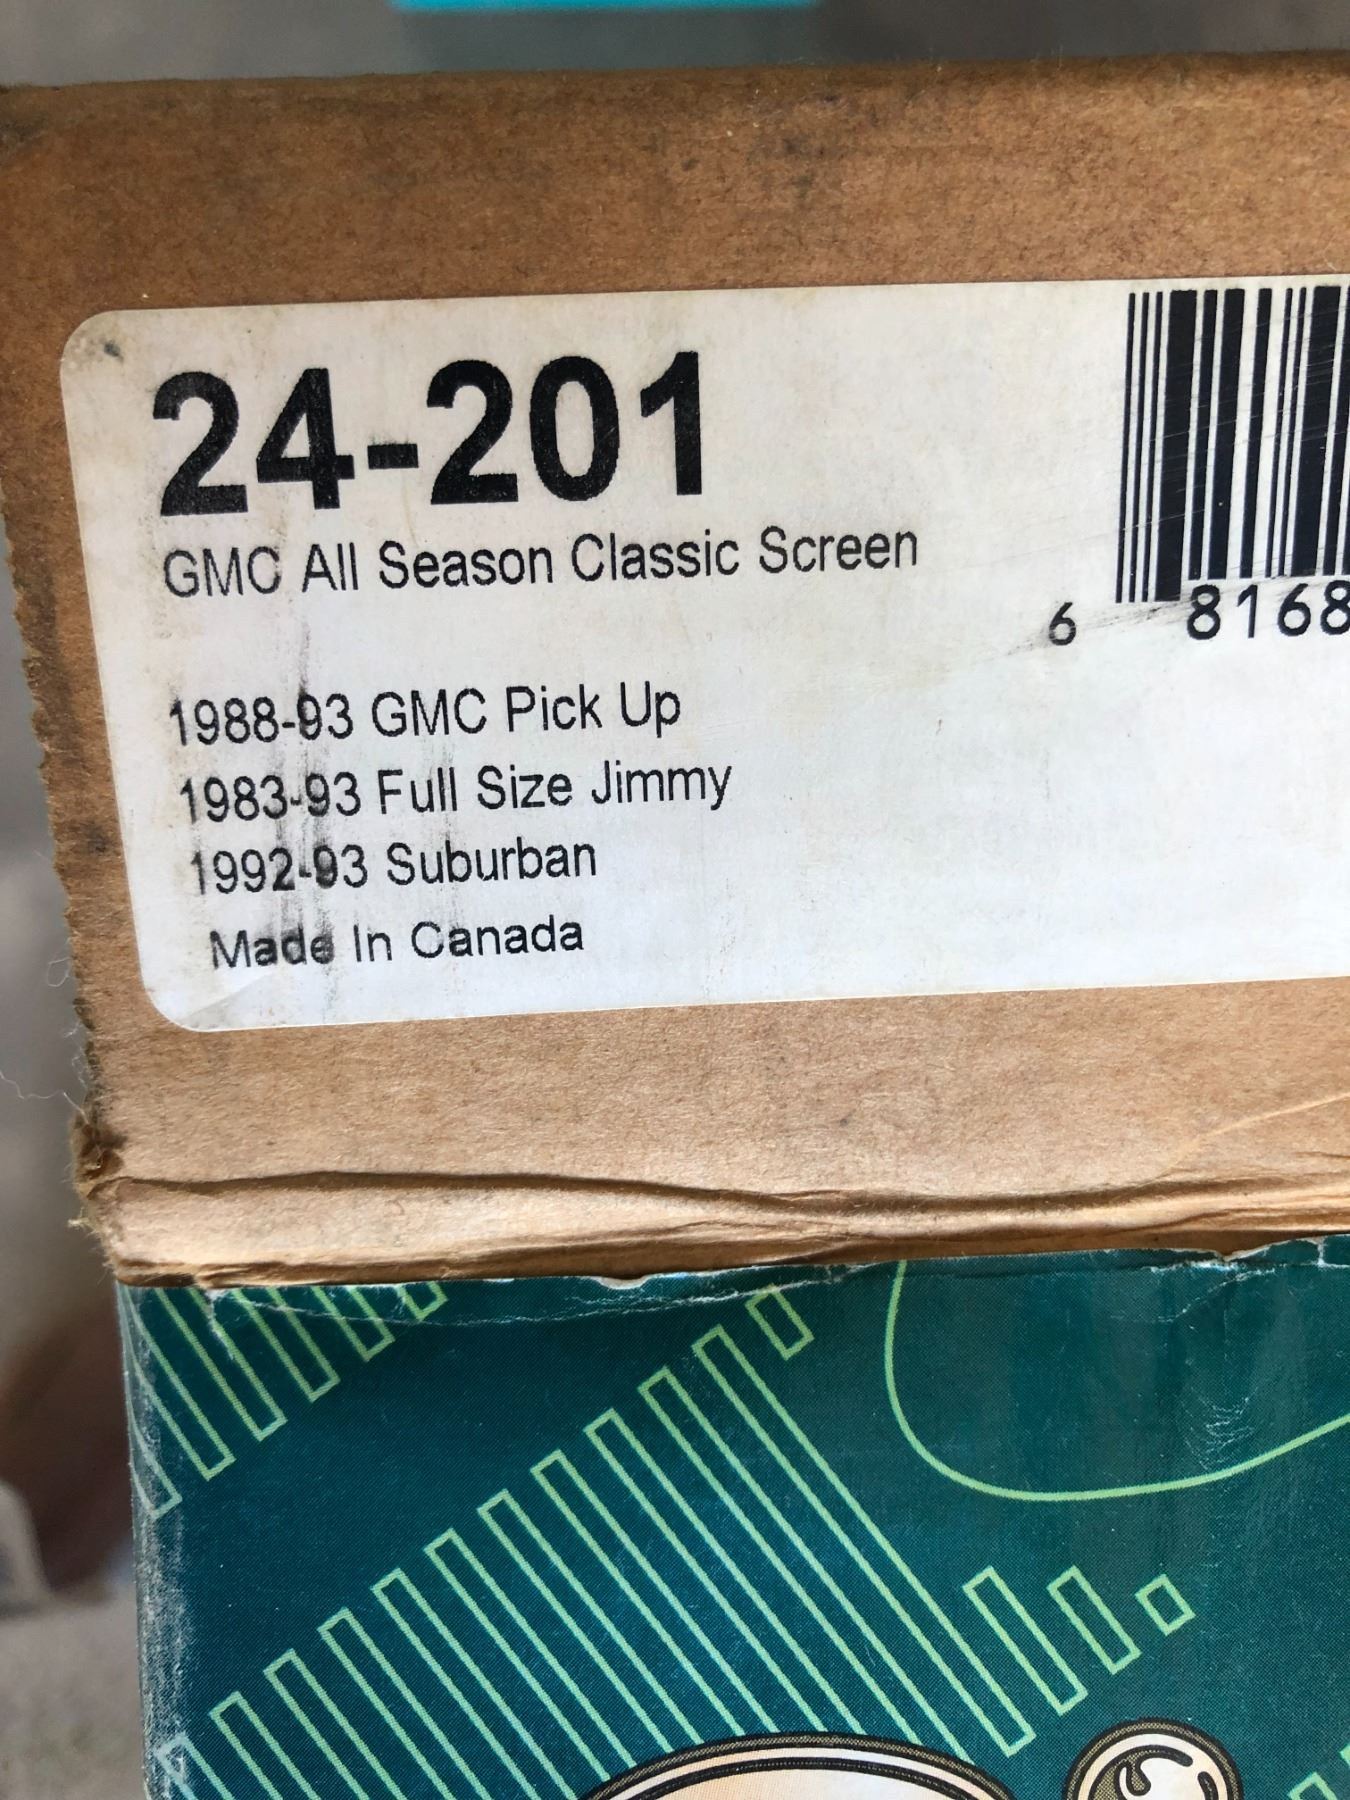 24-201
GMC All Season Classic Screen
6 8168
1988-93 GMC Pick Up
1983-93 Full Size Jimmy
1992-93 Suburban
Made In Canada